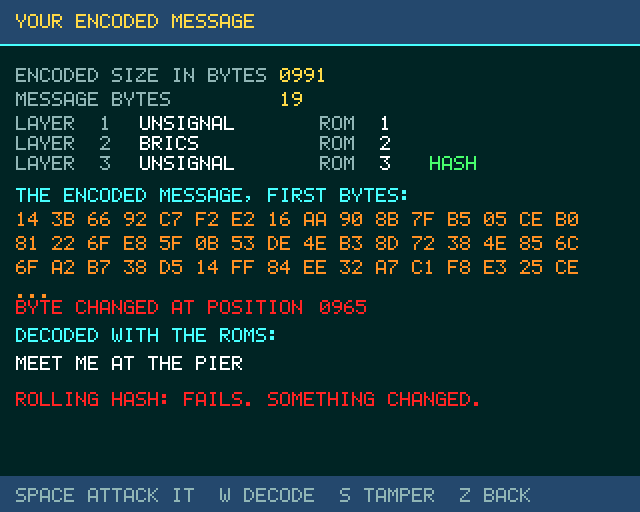 YOUR ENCODED MESSAGE
ENCODED SIZE IN BYTES 0991
MESSAGE BYTES 19
LAYER 1 UNSIGNAL ROM 1
LAYER 2 BRICS ROM 2
LAYER 3 UNSIGNAL ROM 3 HASH
THE ENCODED MESSAGE, FIRST BYTES:
14 3B 66 92 C7 F2 E2 16 AA 90 8B 7F B5 05 CE B0
81 22 6F E8 5F 0B 53 DE 4E B3 8D 72 38 4E 85 6C
6F A2 B7 38 D5 14 FF 84 EE 32 A7 C1 F8 E3 25 CE
...
BYTE CHANGED AT POSITION 0965
DECODED WITH THE ROMS:
MEET ME AT THE PIER
ROLLING HASH: FAILS. SOMETHING CHANGED.
SPACE ATTACK IT W DECODE S TAMPER Z BACK